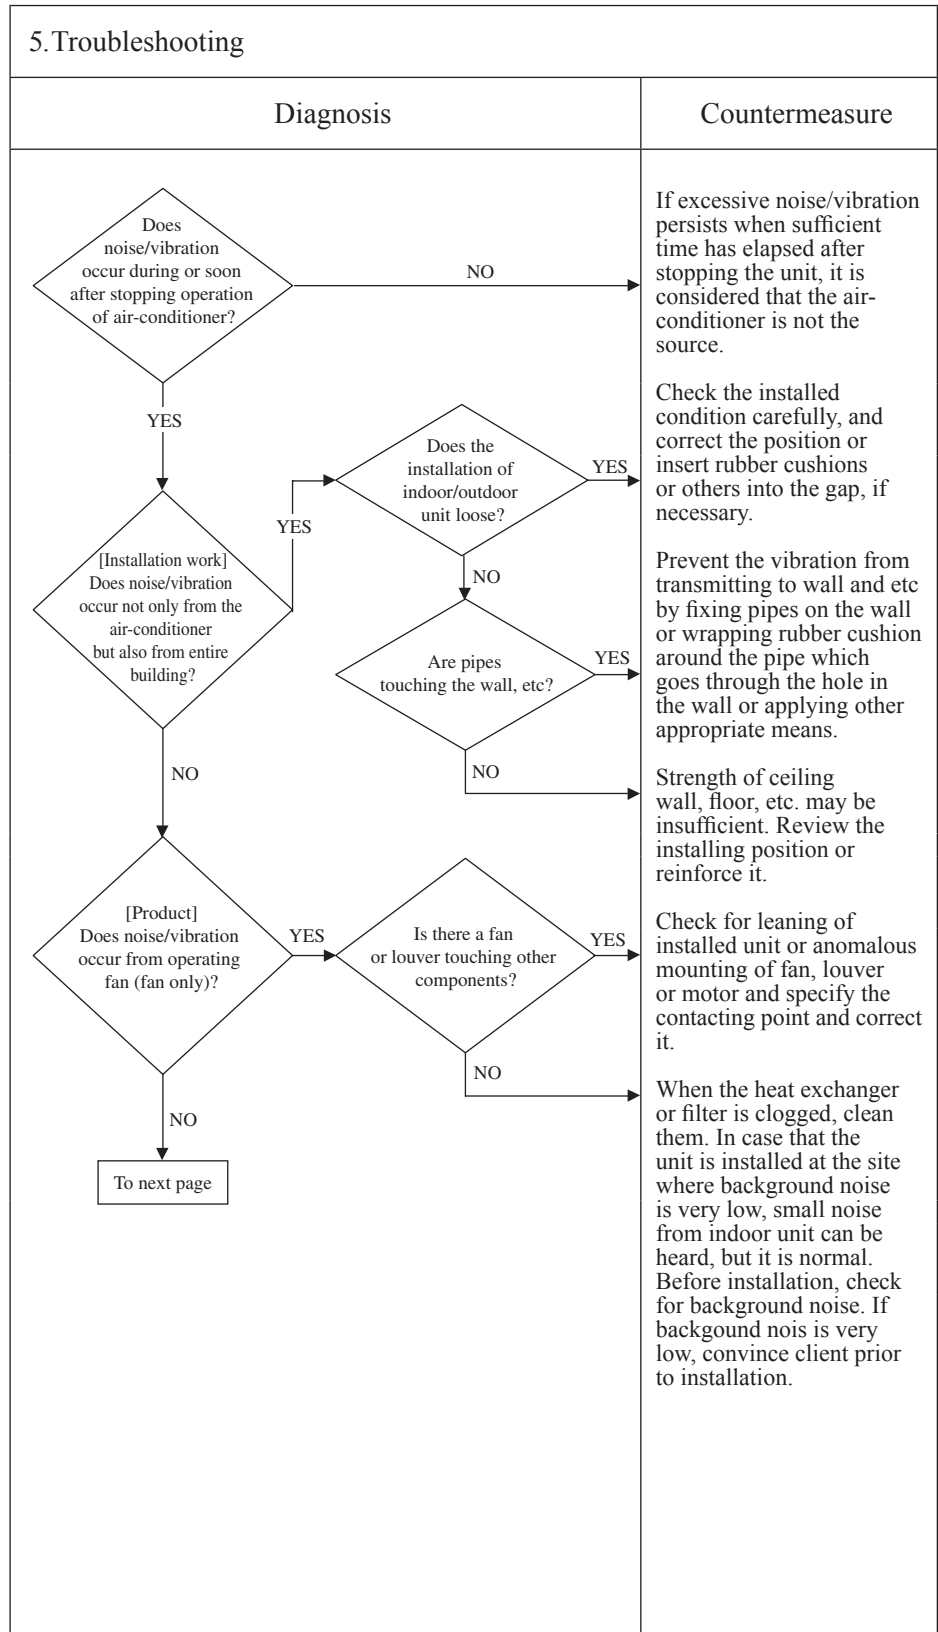 5.Troubleshooting
Diagnosis
Countermeasure
Does
noise/vibration
occur during or soon
after stopping operation
of air-conditioner?
NO
If excessive noise/vibration
persists when sufficient
time has elapsed after
stopping the unit, it is
considered that the air-
conditioner is not the
source.
YES
Does the
installation of
indoor/outdoor
unit loose?
YES
Check the installed
condition carefully, and
correct the position or
insert rubber cushions
or others into the gap, if
necessary.
YES
[Installation work]
Does noise/vibration
occur not only from the
air-conditioner
but also from entire
building?
NO
Are pipes
touching the wall, etc?
YES
Prevent the vibration from
transmitting to wall and etc
by fixing pipes on the wall
or wrapping rubber cushion
around the pipe which
goes through the hole in
the wall or applying other
appropriate means.
NO
NO
Strength of ceiling
wall, floor, etc. may be
insufficient. Review the
installing position or
reinforce it.
[Product]
Does noise/vibration
occur from operating
fan (fan only)?
YES
Is there a fan
or louver touching other
components?
YES
Check for leaning of
installed unit or anomalous
mounting of fan, louver
or motor and specify the
contacting point and correct
it.
NO
NO
To next page
When the heat exchanger
or filter is clogged, clean
them. In case that the
unit is installed at the site
where background noise
is very low, small noise
from indoor unit can be
heard, but it is normal.
Before installation, check
for background noise. If
backgound nois is very
low, convince client prior
to installation.